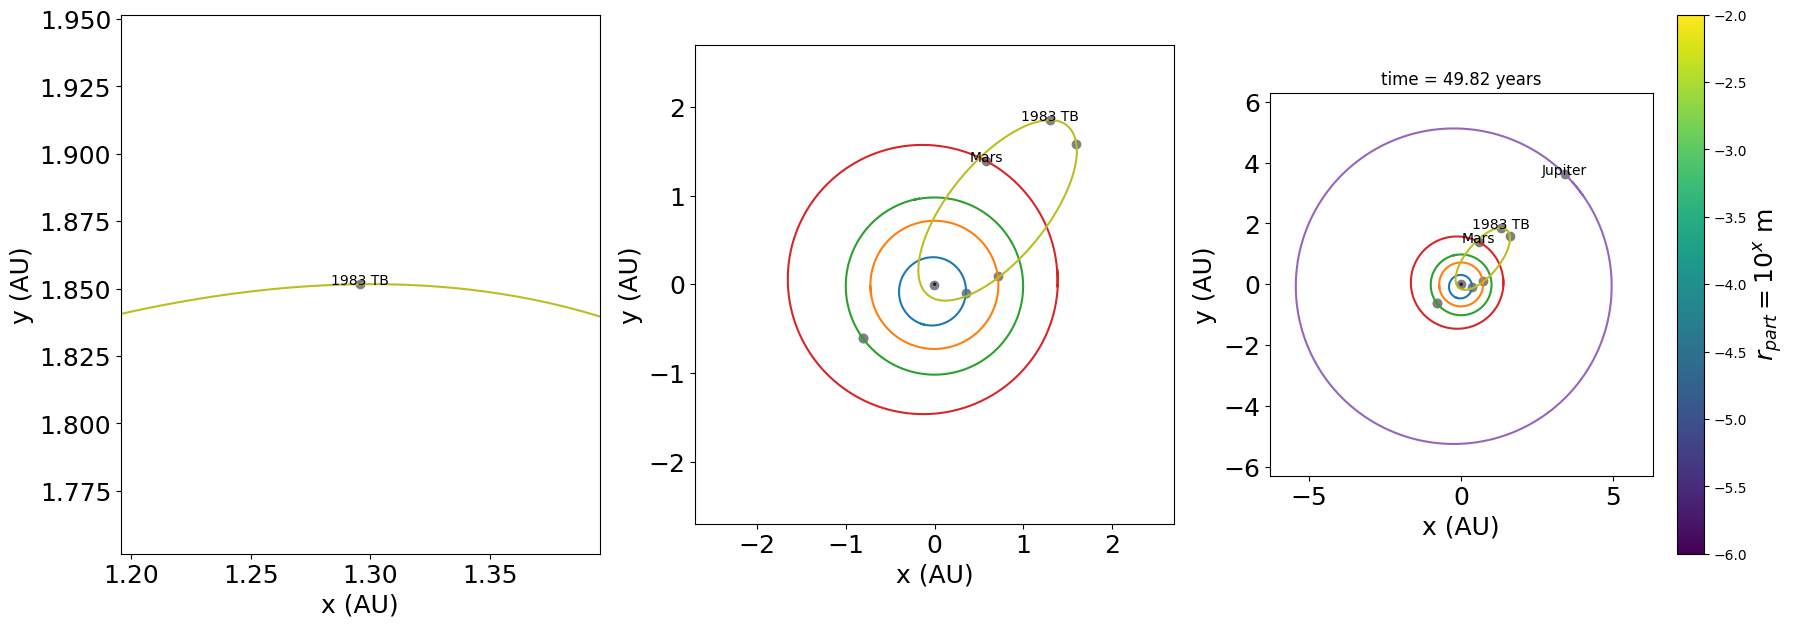 1.950
1.925
1.900
1.875
1.850
1.825
1.800
1.775
1.20
1.25
1.30
1.35
x (AU)
y (AU)
1983 TB
2
1
0
−1
−2
−2
−1
0
1
2
x (AU)
y (AU)
1983 TB
Mars
time = 49.82 years
6
4
2
0
−2
−4
−6
−5
0
5
x (AU)
y (AU)
Jupiter
1983 TB
Mars
−2.0
−2.5
−3.0
−3.5
−4.0
−4.5
−5.0
−5.5
−6.0
r_part = 10^x m